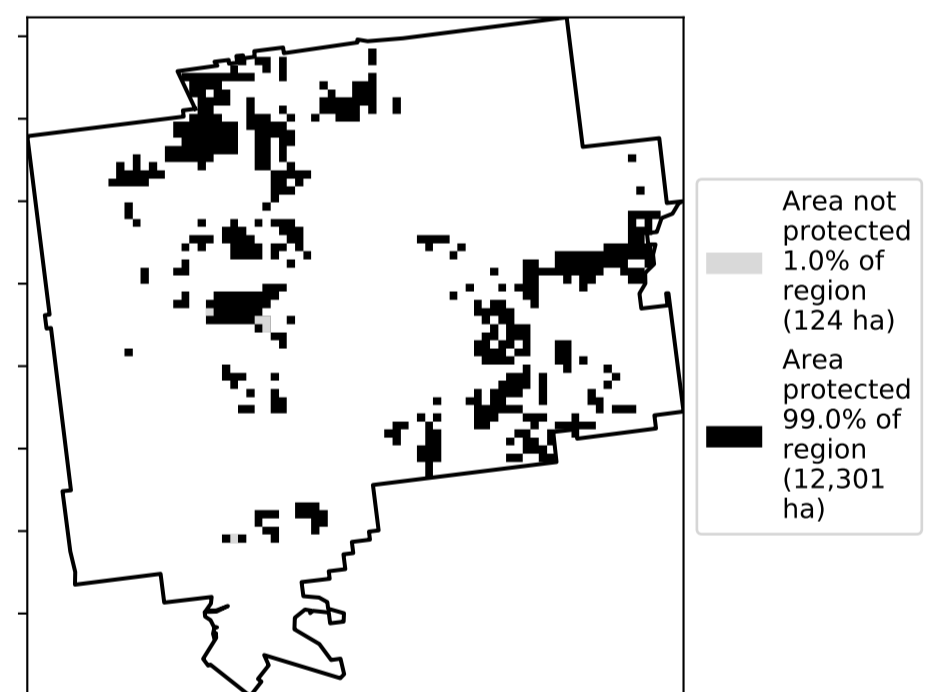 Area not
protected
1.0% of
region
(124 ha)
Area
protected
99.0% of
region
(12,301
ha)